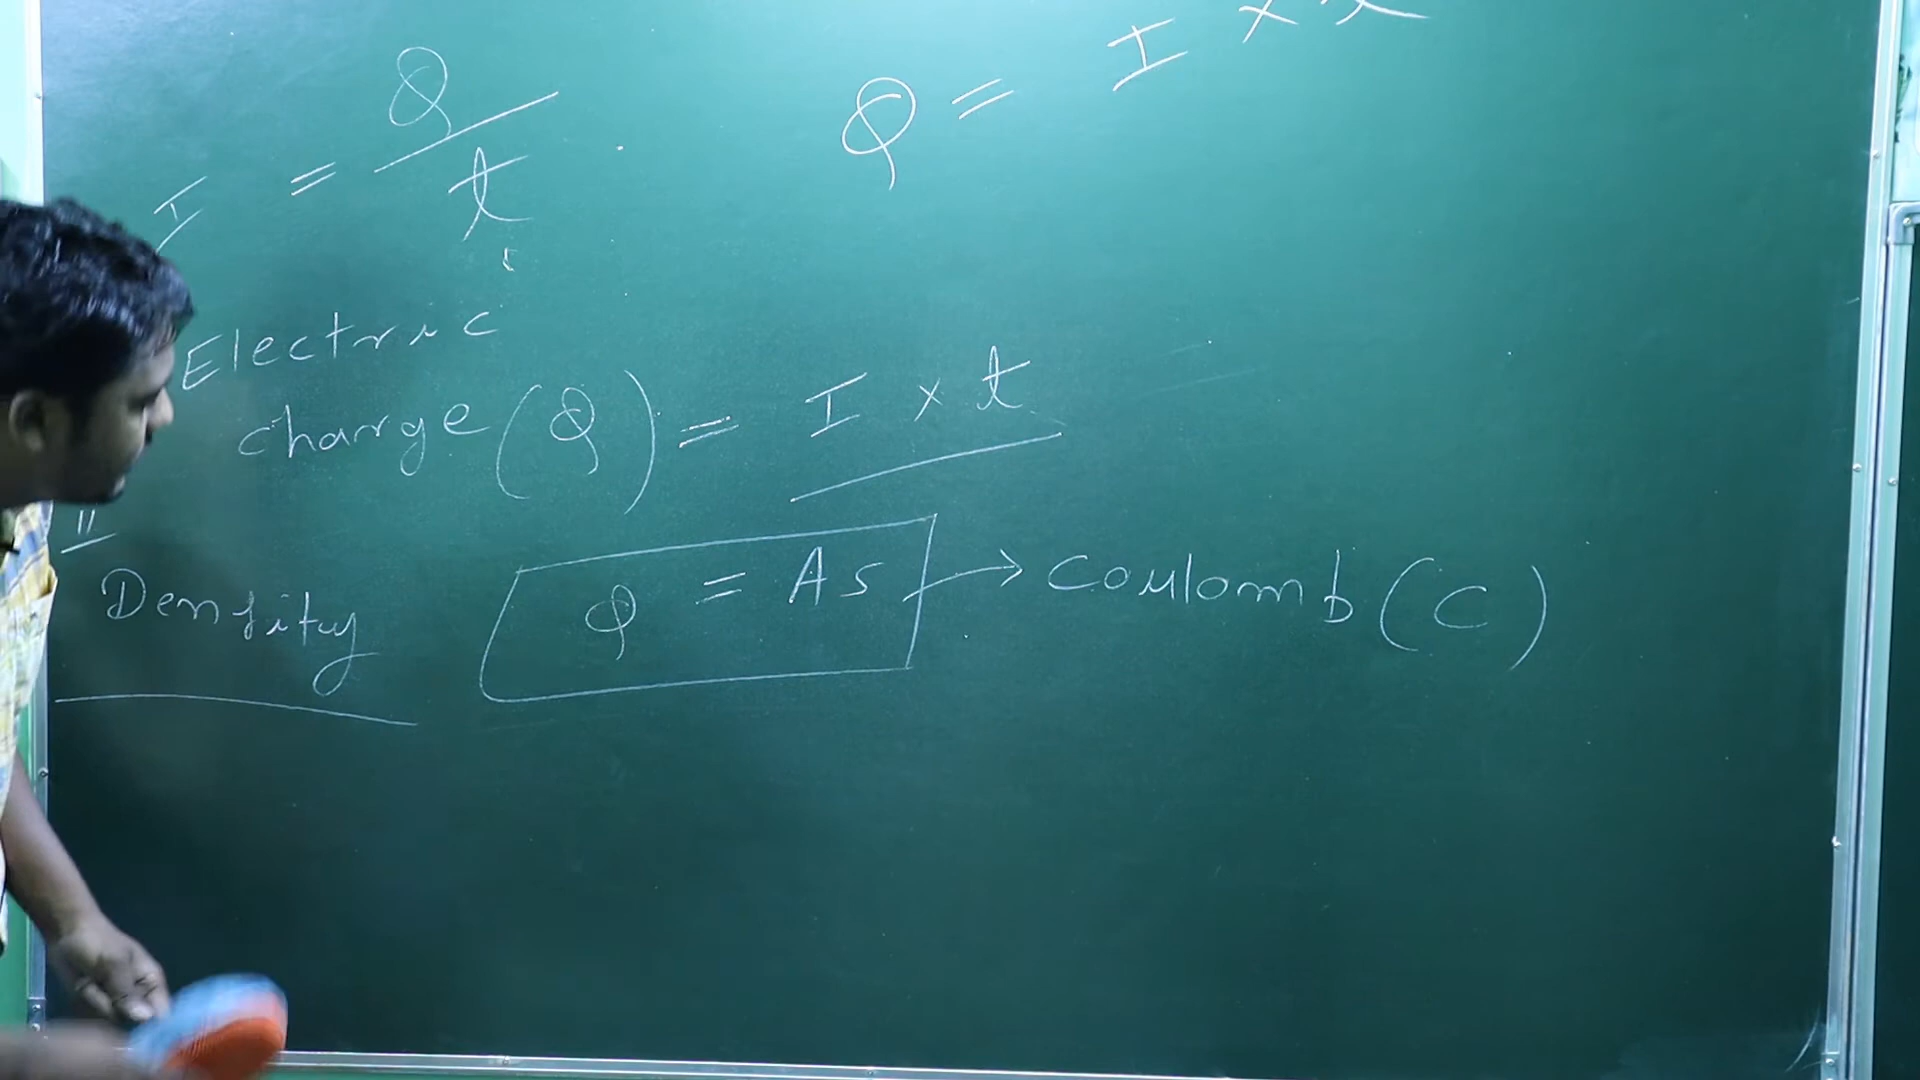 I = Q / t
Q = I × t
Electric
charge (Q) = I × t
"
Density
Q = As → Coulomb (C)